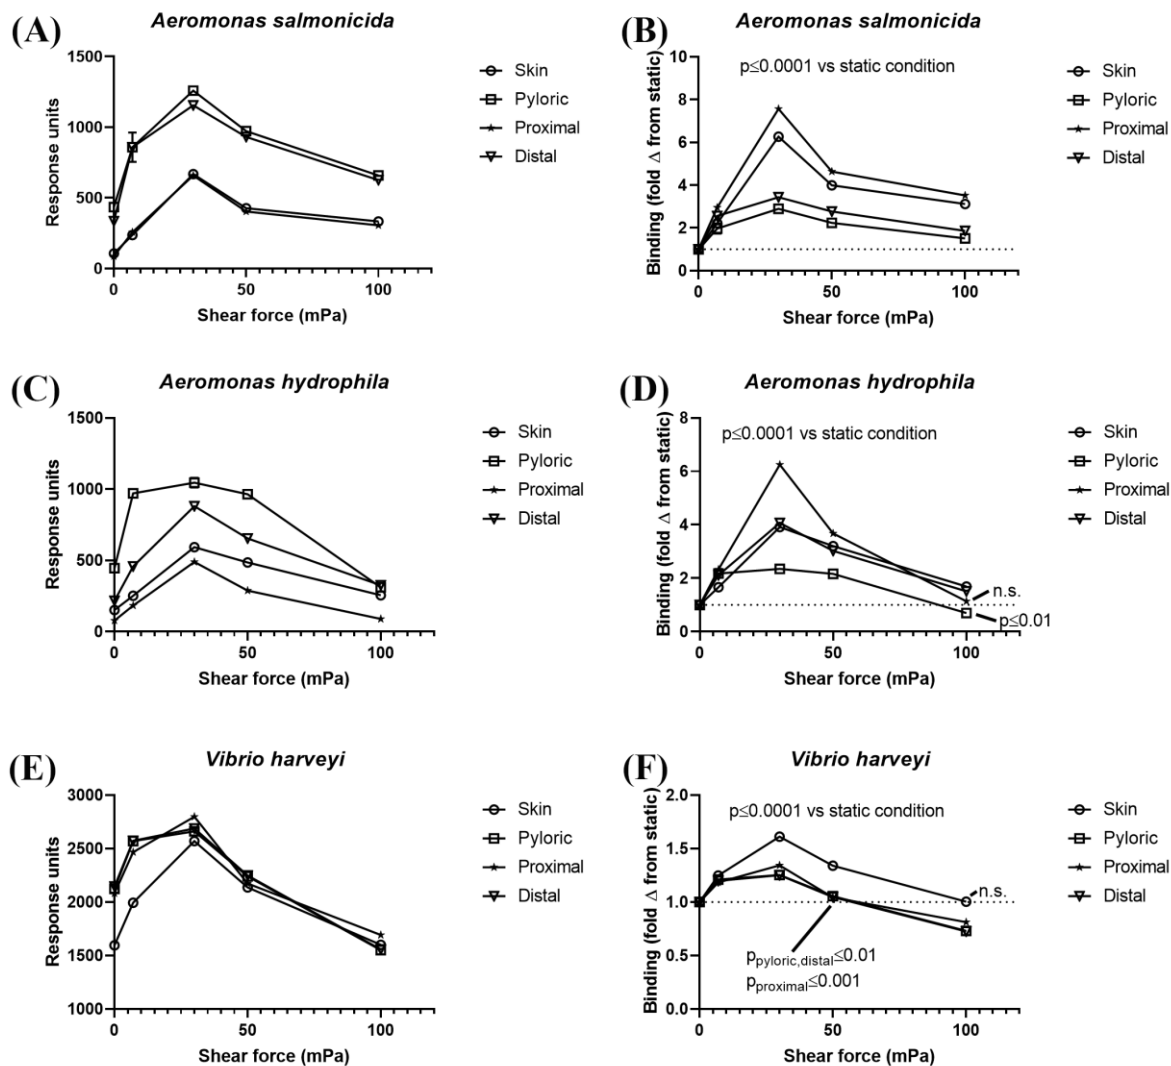 (A)
Aeromonas salmonicida
Response units
1500
1000
500
0
0
50
100
Shear force (mPa)
Skin
Pyloric
Proximal
Distal
(B)
Aeromonas salmonicida
Binding (fold Δ from static)
10
8
6
4
2
0
p≤0.0001 vs static condition
0
50
100
Shear force (mPa)
Skin
Pyloric
Proximal
Distal
(C)
Aeromonas hydrophila
Response units
1500
1000
500
0
0
50
100
Shear force (mPa)
Skin
Pyloric
Proximal
Distal
(D)
Aeromonas hydrophila
Binding (fold Δ from static)
8
6
4
2
0
p≤0.0001 vs static condition
n.s.
p≤0.01
0
50
100
Shear force (mPa)
Skin
Pyloric
Proximal
Distal
(E)
Vibrio harveyi
Response units
3000
2500
2000
1500
1000
0
50
100
Shear force (mPa)
Skin
Pyloric
Proximal
Distal
(F)
Vibrio harveyi
Binding (fold Δ from static)
2.0
1.5
1.0
0.5
0.0
p≤0.0001 vs static condition
n.s.
ppyloric,distal≤0.01
pproximal≤0.001
0
50
100
Shear force (mPa)
Skin
Pyloric
Proximal
Distal